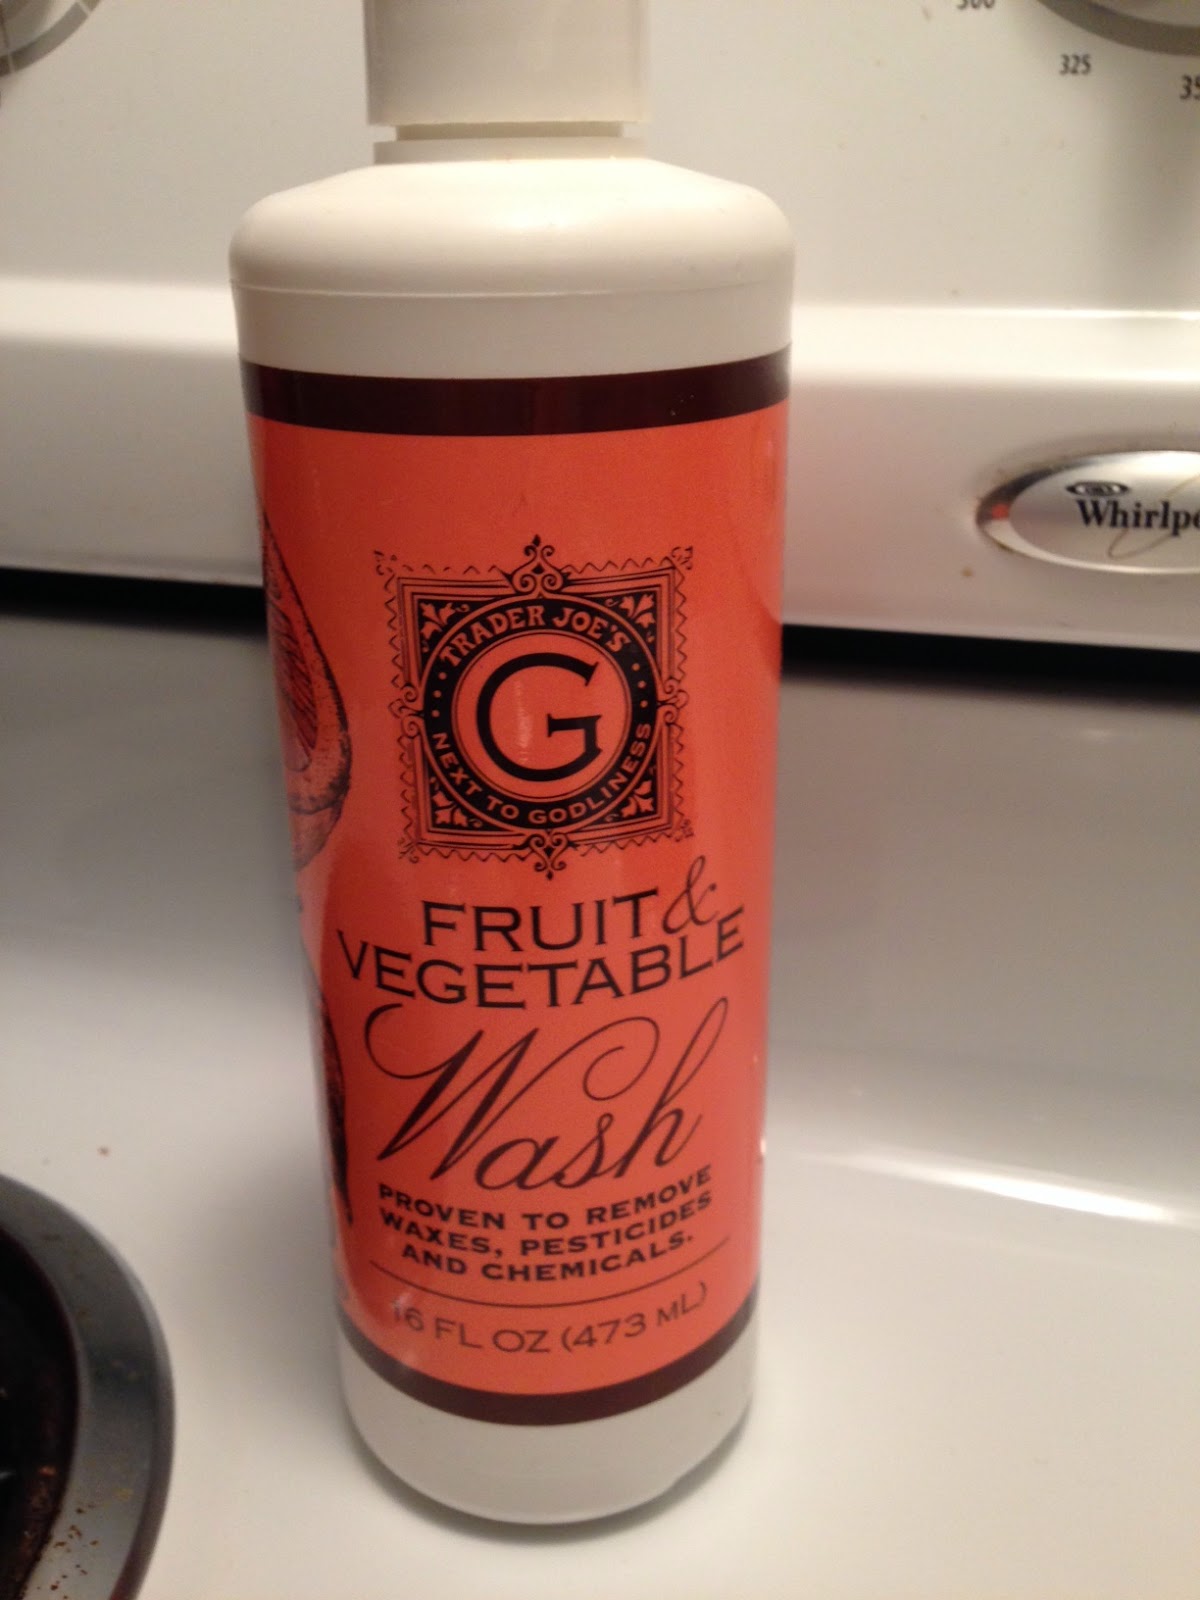 325
TRADER JOE'S
G
NEXT TO GODLINESS
FRUIT &
VEGETABLE
Wash
PROVEN TO REMOVE
WAXES, PESTICIDES
AND CHEMICALS.
16 FL OZ (473 ML)